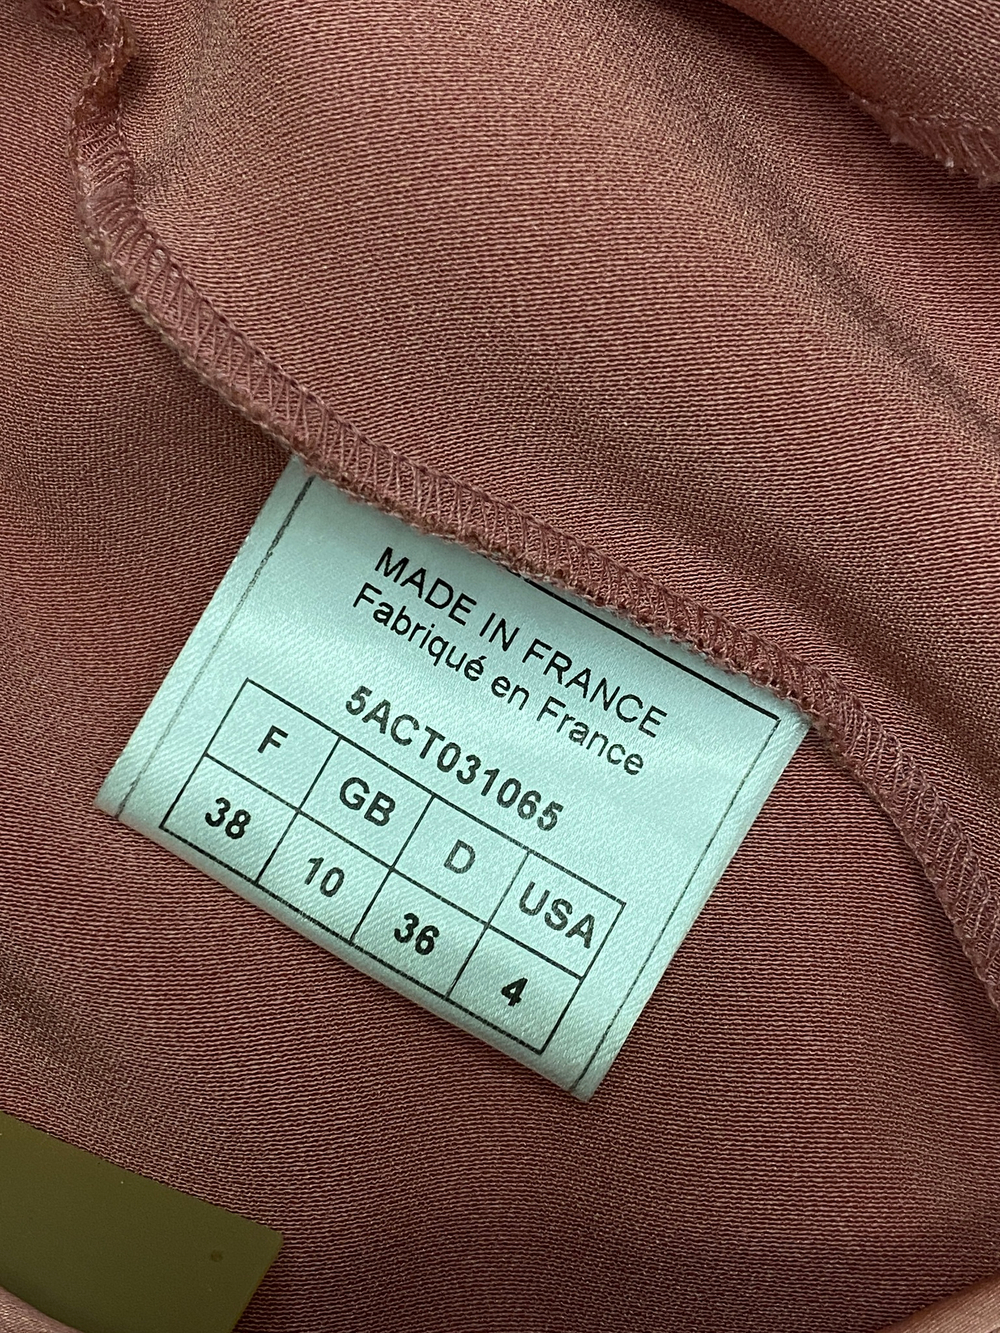 MADE IN FRANCE
Fabriqué en France
5ACT031065
F GB D USA
38 10 36 4